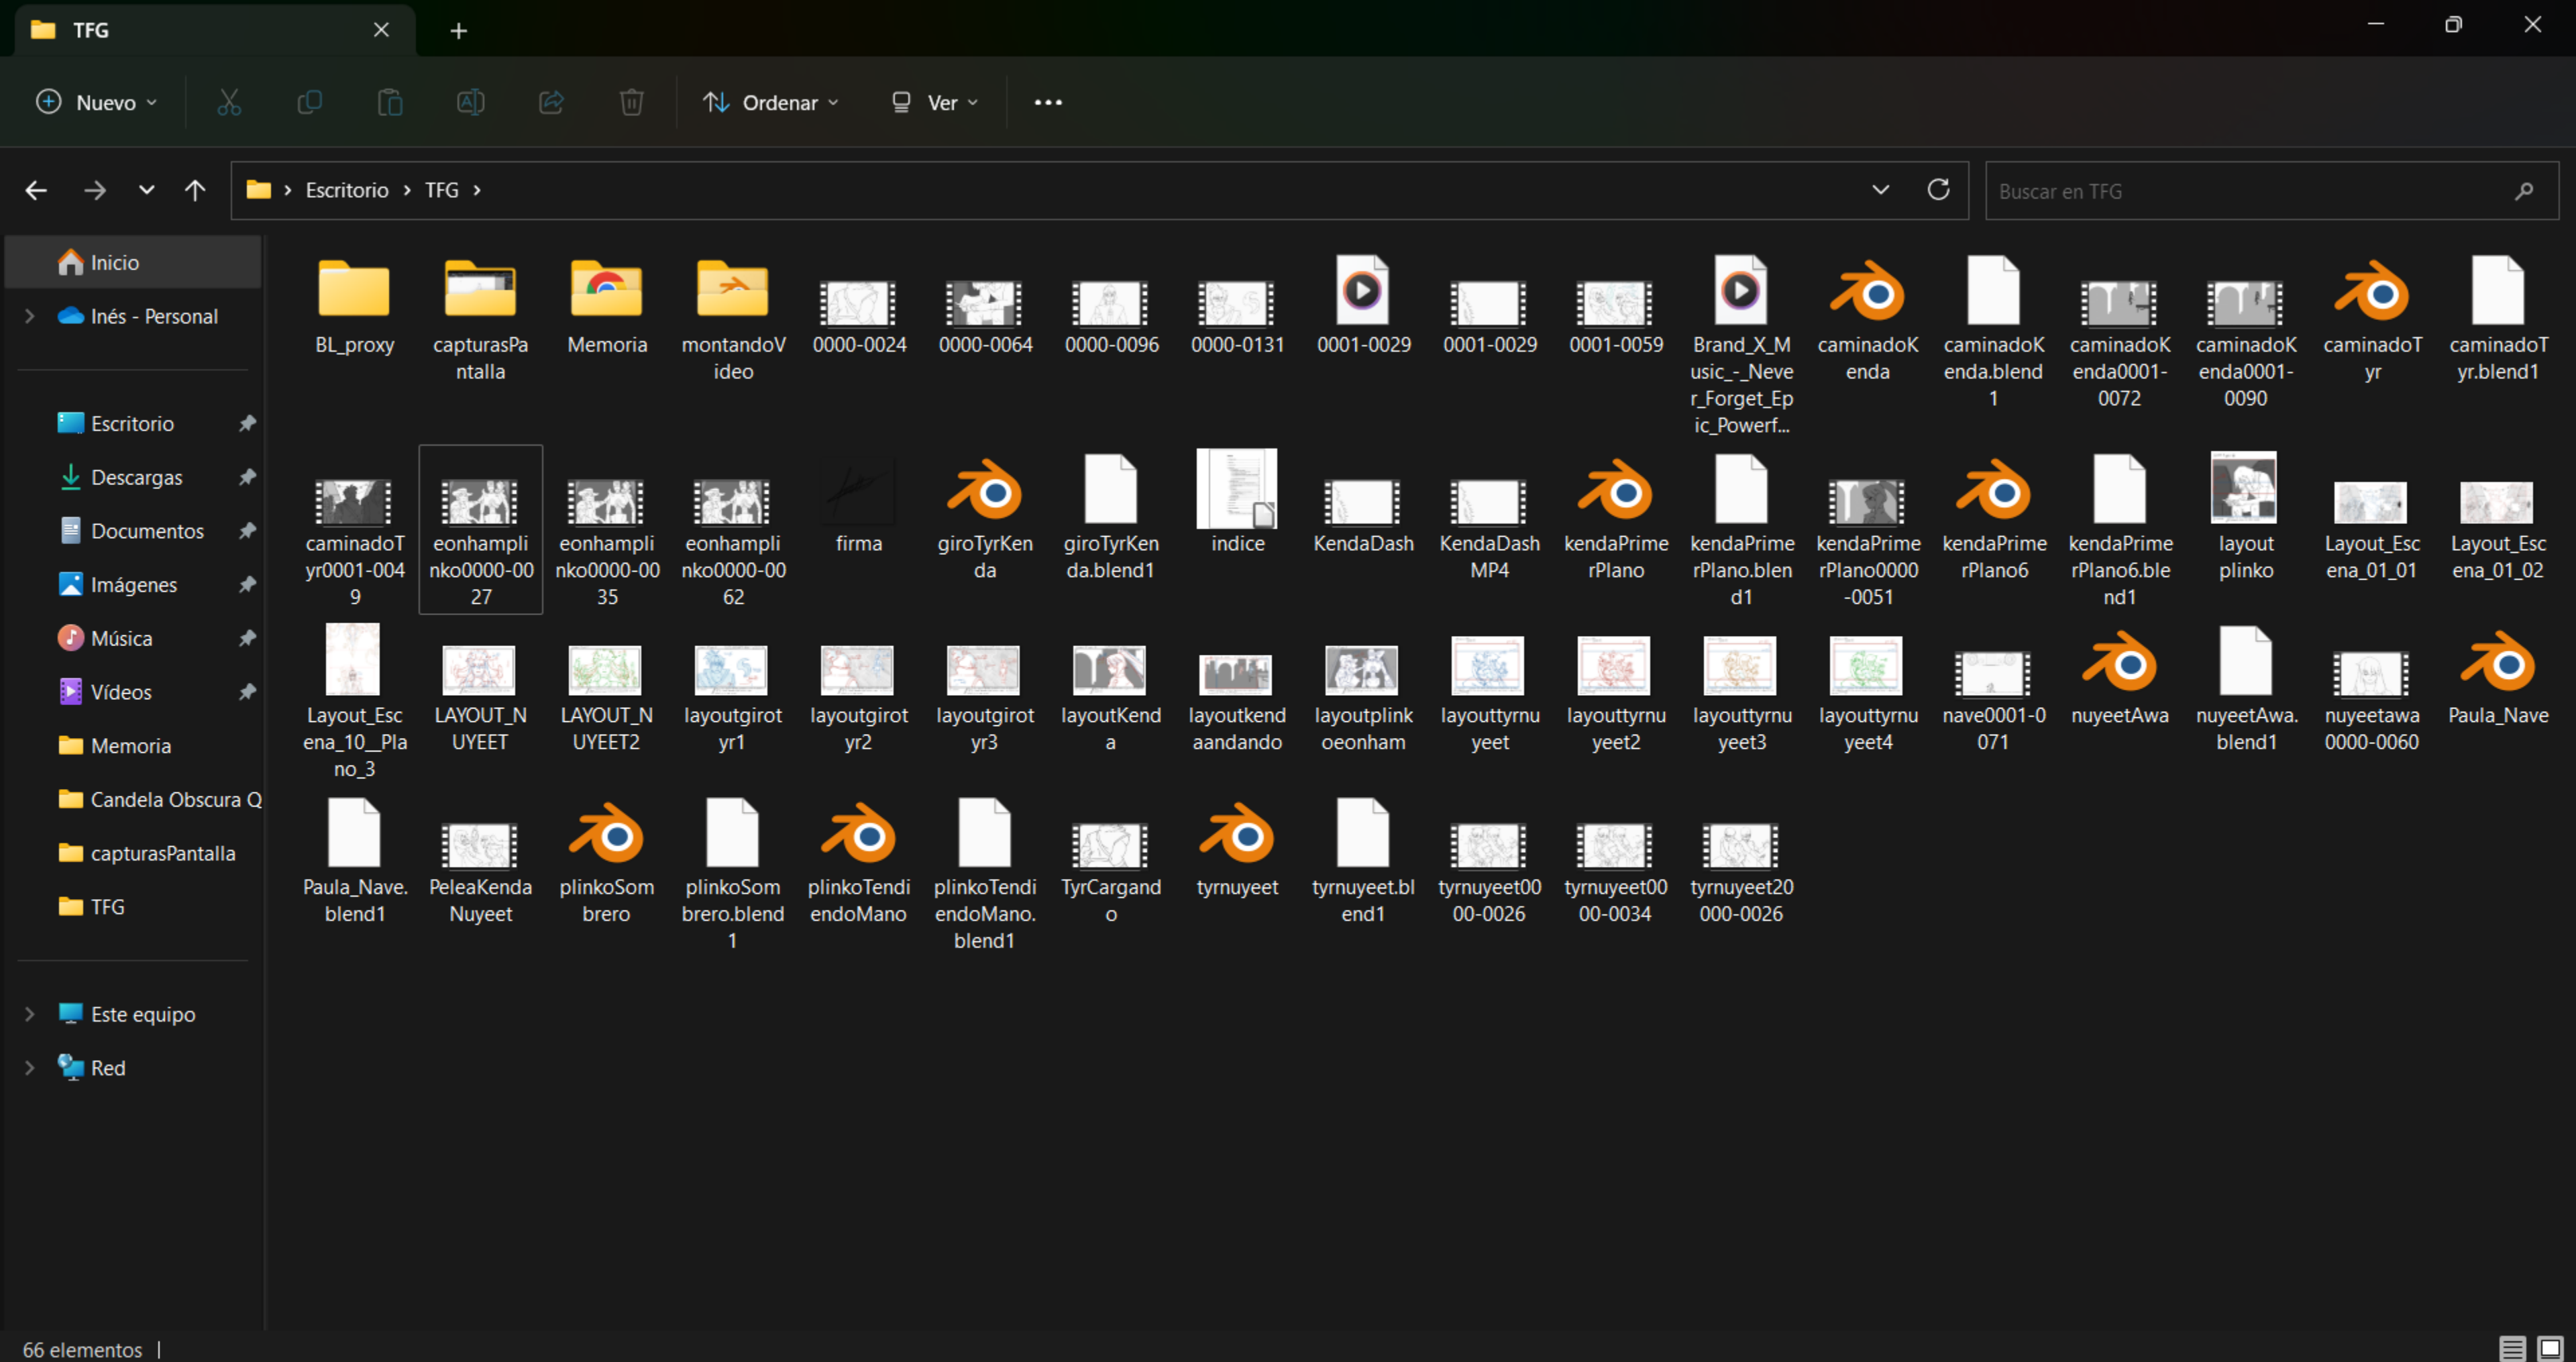 TFG
Nuevo
Ordenar
Ver
Escritorio
TFG
Buscar en TFG
Inicio
Inés - Personal
Escritorio
Descargas
Documentos
Imágenes
Música
Vídeos
Memoria
Candela Obscura Q
capturasPantalla
TFG
Este equipo
Red
BL_proxy
capturasPa
ntalla
Memoria
montandoV
ideo
0000-0024
0000-0064
0000-0096
0000-0131
0001-0029
0001-0029
0001-0059
Brand_X_M
usic_-_Neve
r_Forget_Ep
ic_Powerf...
caminadoK
enda
caminadoK
enda.blend
1
caminadoK
enda0001-
0072
caminadoK
enda0001-
0090
caminadoT
yr
caminadoT
yr.blend1
caminadoT
yr0001-004
9
eonhampli
nko0000-00
27
eonhampli
nko0000-00
35
eonhampli
nko0000-00
62
firma
giroTyrKen
da
giroTyrKen
da.blend1
indice
KendaDash
KendaDash
MP4
kendaPrime
rPlano
kendaPrime
rPlano.blen
d1
kendaPrime
rPlano0000
-0051
kendaPrime
rPlano6
kendaPrime
rPlano6.ble
nd1
layout
plinko
Layout_Esc
ena_01_01
Layout_Esc
ena_01_02
Layout_Esc
ena_10__Pla
no_3
LAYOUT_N
UYEET
LAYOUT_N
UYEET2
layoutgirot
yr1
layoutgirot
yr2
layoutgirot
yr3
layoutKend
a
layoutkend
aandando
layoutplink
oeonham
layouttyrnu
yeet
layouttyrnu
yeet2
layouttyrnu
yeet3
layouttyrnu
yeet4
nave0001-0
071
nuyeetAwa
nuyeetAwa.
blend1
nuyeetawa
0000-0060
Paula_Nave
Paula_Nave.
blend1
PeleaKenda
Nuyeet
plinkoSom
brero
plinkoSom
brero.blend
1
plinkoTendi
endoMano
plinkoTendi
endoMano.
blend1
TyrCargand
o
tyrnuyeet
tyrnuyeet.bl
end1
tyrnuyeet00
00-0026
tyrnuyeet00
00-0034
tyrnuyeet20
000-0026
66 elementos